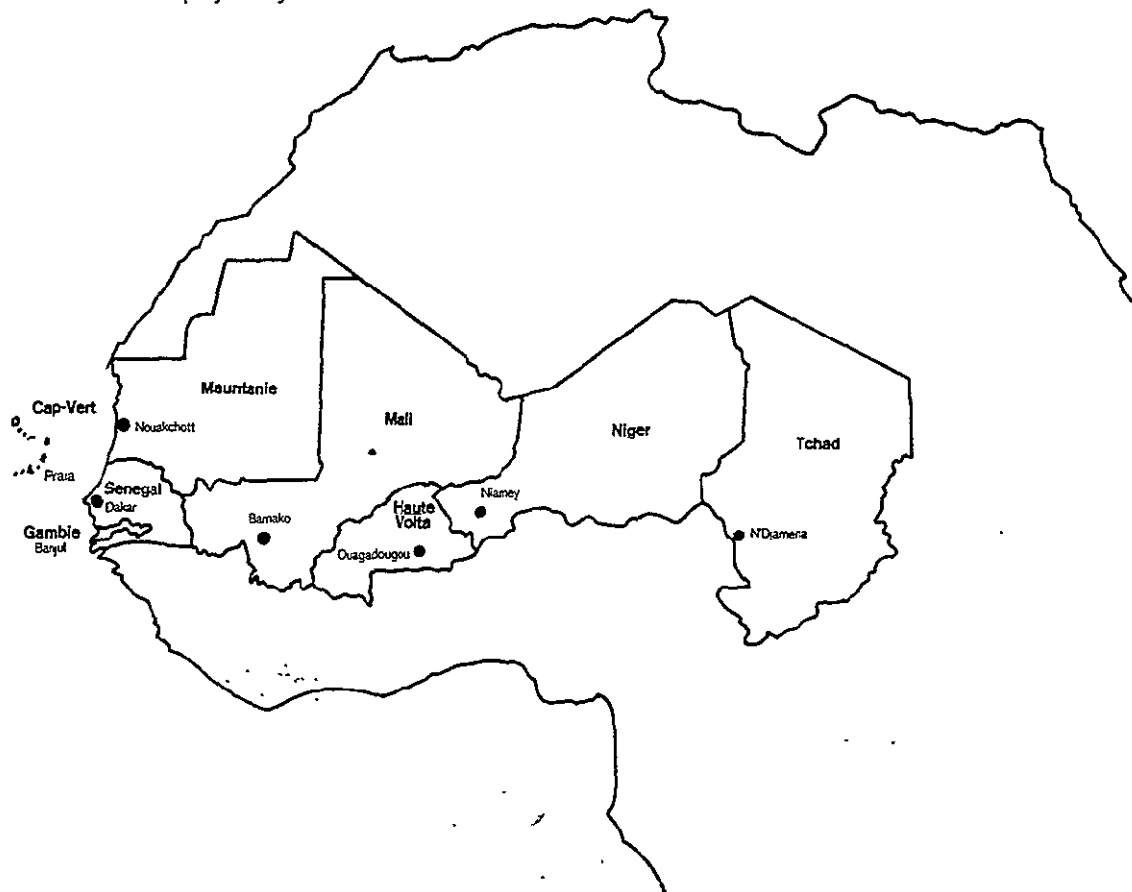 Mauritanie
Cap-Vert
Nouakchott
Mali
Niger
Tchad
Praia
Senegal
Dakar
Haute
Volta
Niamey
Gambie
Banjul
Bamako
Ouagadougou
N'Djamena